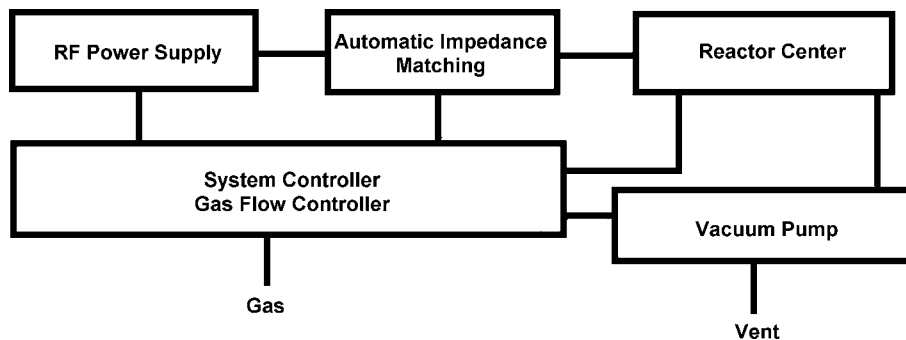 RF Power Supply
Automatic Impedance
Matching
Reactor Center
System Controller
Gas Flow Controller
Vacuum Pump
Gas
Vent